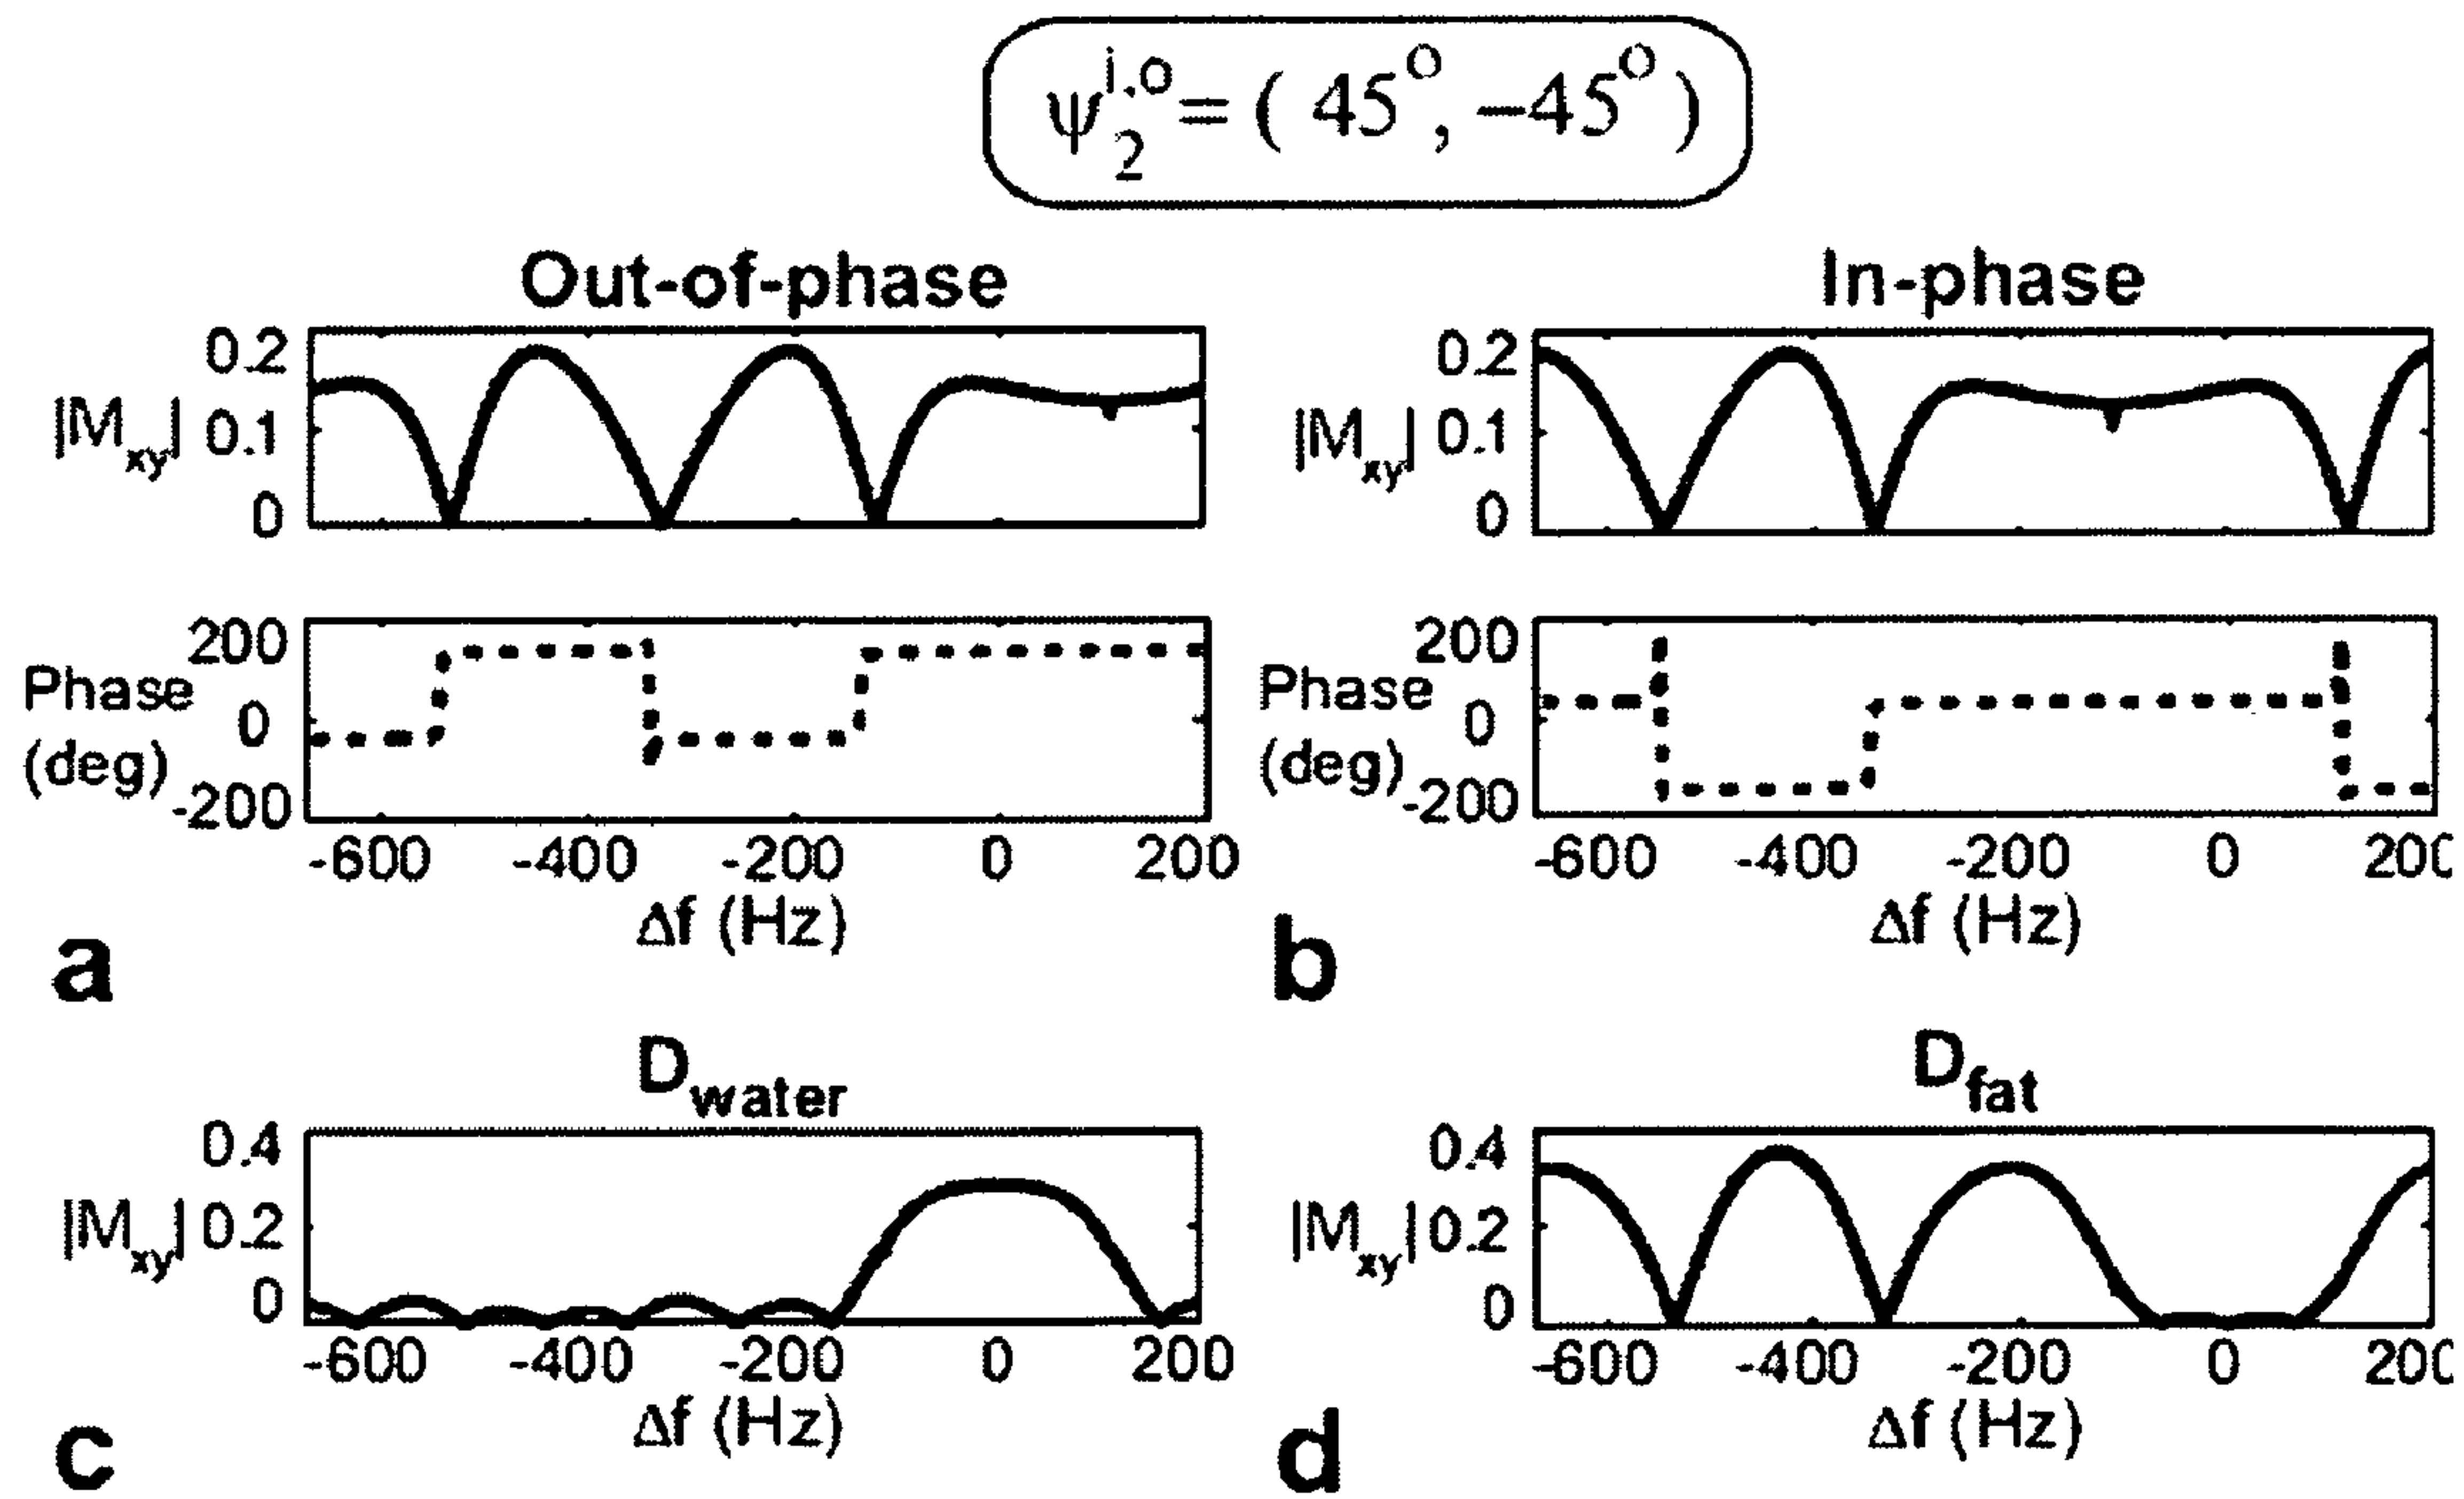 ψ₂^i,o = ( 45°, −45° )
Out-of-phase
In-phase
0.2
|Mxy| 0.1
0
0.2
|Mxy| 0.1
0
200
Phase
0
(deg)
-200
-600 -400 -200 0 200
Δf (Hz)
a
200
Phase
0
(deg)
-200
-600 -400 -200 0 200
Δf (Hz)
b
Dwater
0.4
|Mxy| 0.2
0
-600 -400 -200 0 200
Δf (Hz)
c
Dfat
0.4
|Mxy| 0.2
0
-600 -400 -200 0 200
Δf (Hz)
d